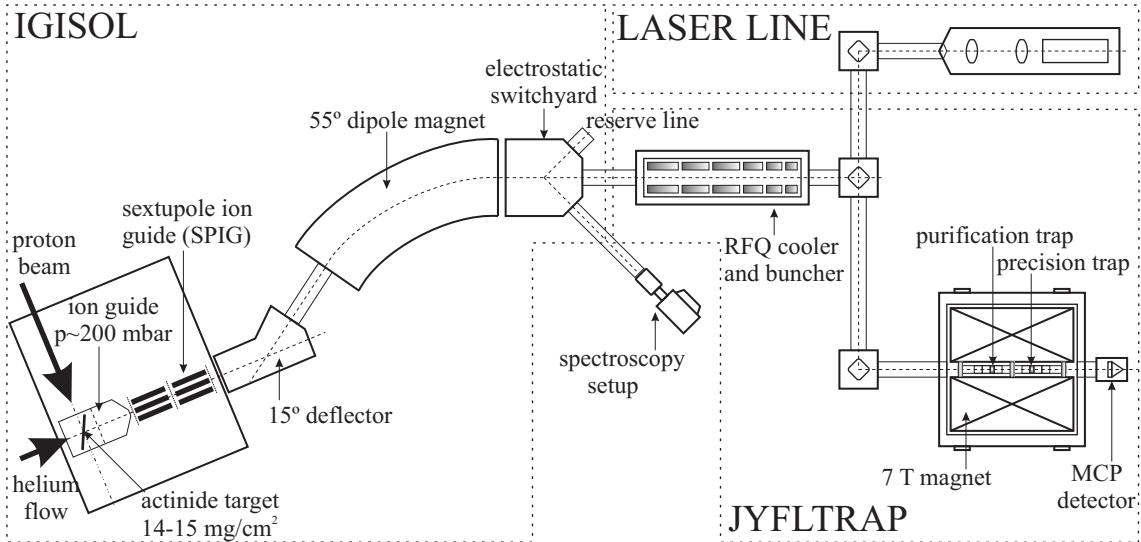 IGISOL
LASER LINE
electrostatic
switchyard
reserve line
55º dipole magnet
sextupole ion
guide (SPIG)
proton
beam
ion guide
p~200 mbar
RFQ cooler
and buncher
purification trap
precision trap
spectroscopy
setup
15º deflector
helium
flow
actinide target
14-15 mg/cm²
7 T magnet
MCP
detector
JYFLTRAP